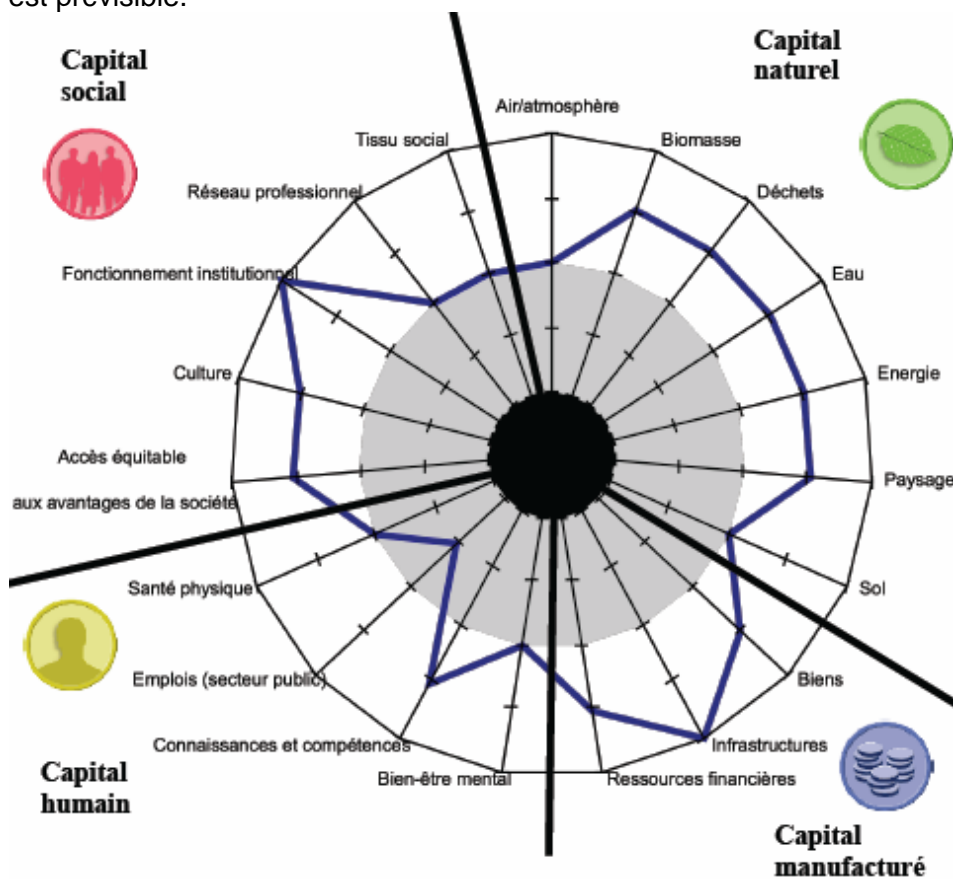 est prévisible.
Capital
social
Capital
naturel
Air/atmosphère
Tissu social
Biomasse
Réseau professionnel
Déchets
Fonctionnement institutionnel
Eau
Culture
Energie
Accès équitable
aux avantages de la société
Paysage
Santé physique
Sol
Emplois (secteur public)
Biens
Connaissances et compétences
Infrastructures
Bien-être mental
Ressources financières
Capital
humain
Capital
manufacturé